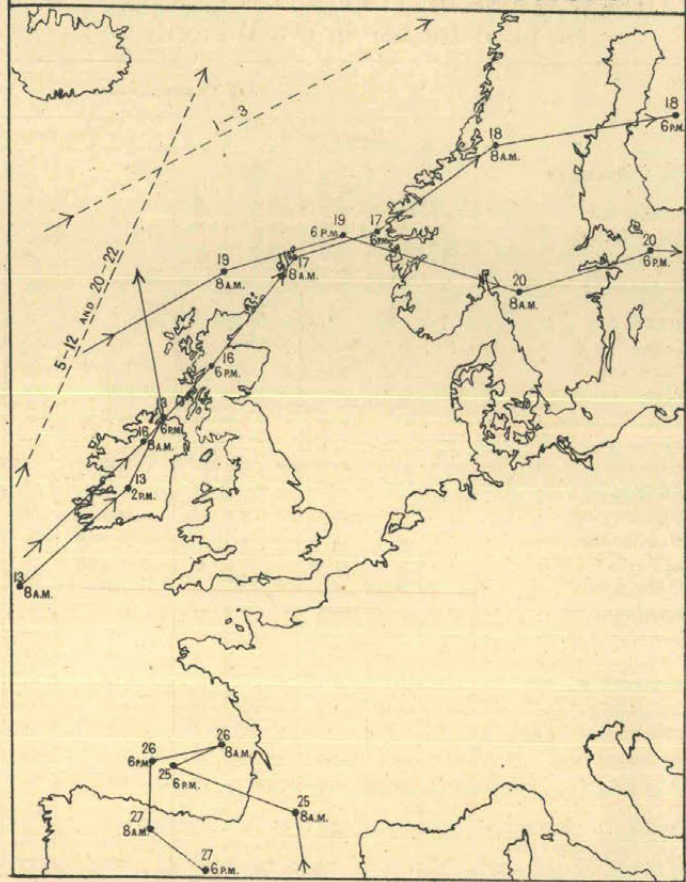 1–3
18
8 A.M.
18
6 P.M.
19
6 P.M.
17
6 P.M.
19
8 A.M.
17
8 A.M.
20
8 A.M.
20
6 P.M.
5–12 AND 20–22
16
6 P.M.
13
6 P.M.
16
8 A.M.
13
2 P.M.
13
8 A.M.
26
8 A.M.
26
6 P.M.
25
6 P.M.
25
8 A.M.
27
8 A.M.
27
6 P.M.